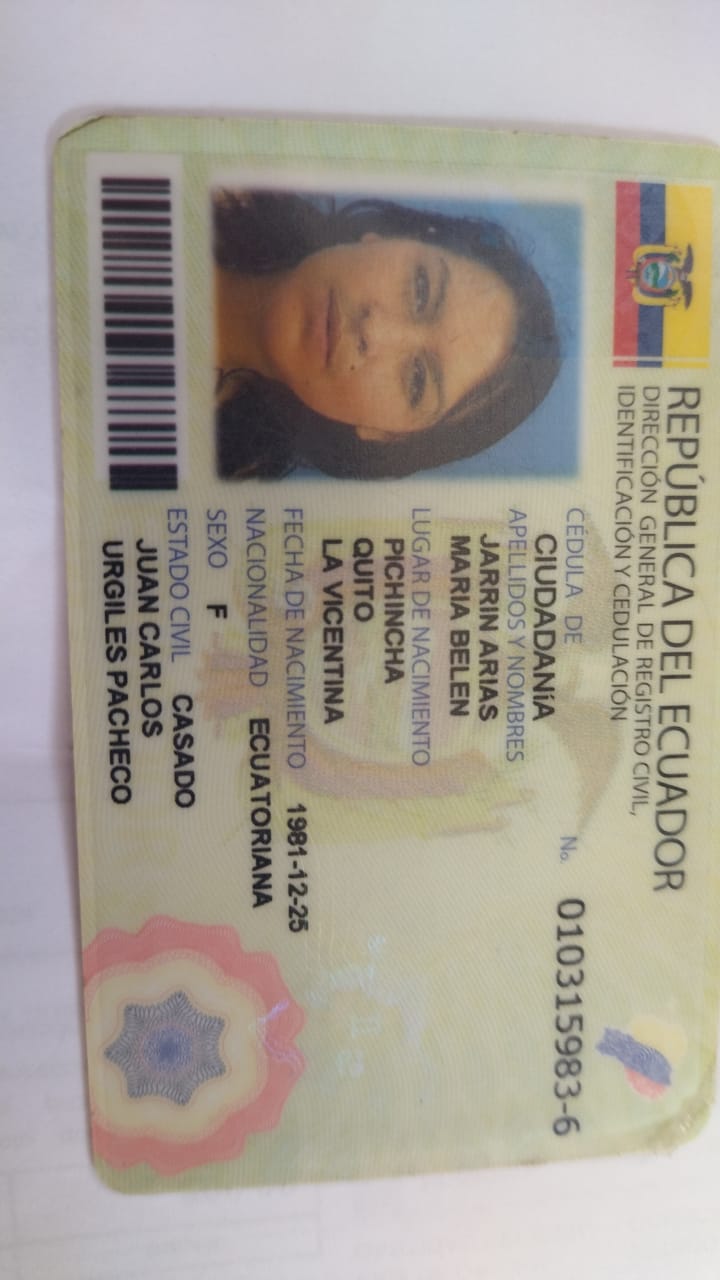 REPÚBLICA DEL ECUADOR
DIRECCIÓN GENERAL DE REGISTRO CIVIL,
IDENTIFICACIÓN Y CEDULACIÓN
CÉDULA DE No. 010315983-6
CIUDADANÍA
APELLIDOS Y NOMBRES
JARRIN ARIAS
MARIA BELEN
LUGAR DE NACIMIENTO
PICHINCHA
QUITO
LA VICENTINA
FECHA DE NACIMIENTO 1981-12-25
NACIONALIDAD ECUATORIANA
SEXO F
ESTADO CIVIL CASADO
JUAN CARLOS
URGILES PACHECO